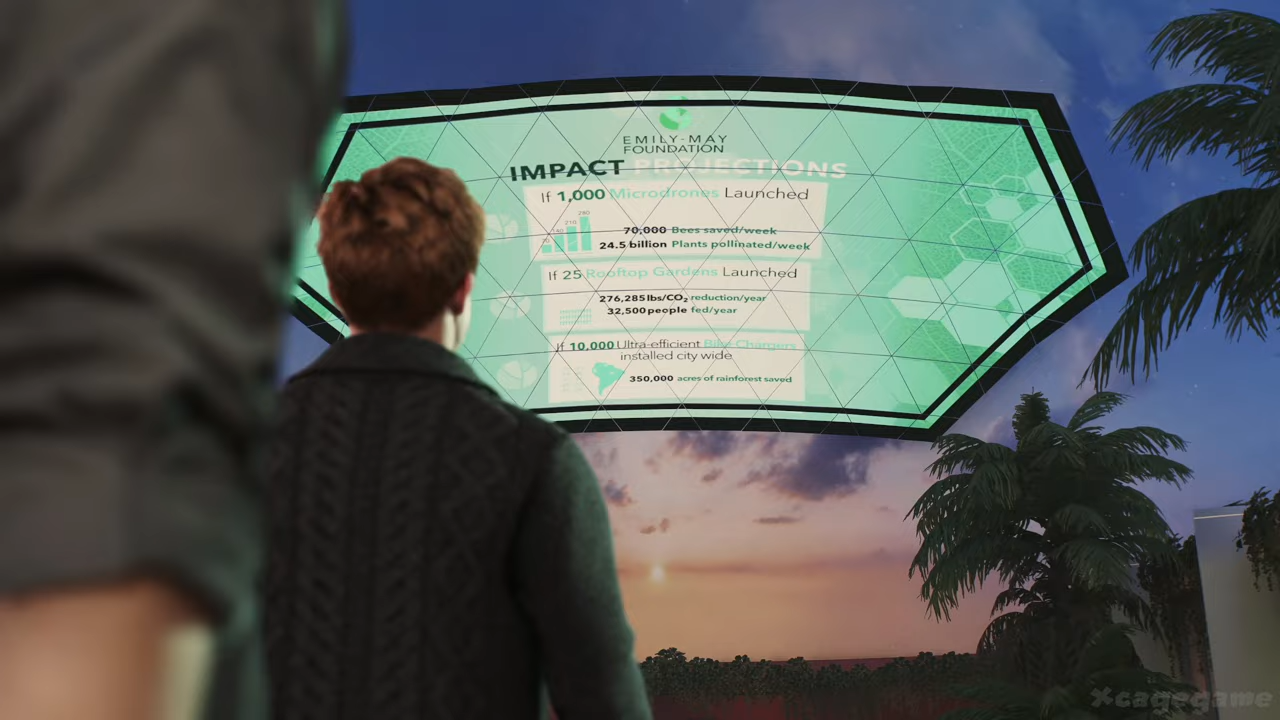 EMILY-MAY
FOUNDATION
IMPACT PROJECTIONS
If 1,000 Microdrones Launched
280
210
70,000 Bees saved/week
24.5 billion Plants pollinated/week
If 25 Rooftop Gardens Launched
276,285 lbs/CO₂ reduction/year
32,500 people fed/year
If 10,000 Ultra-efficient Bike Chargers
installed city wide
350,000 acres of rainforest saved
Xcagegame